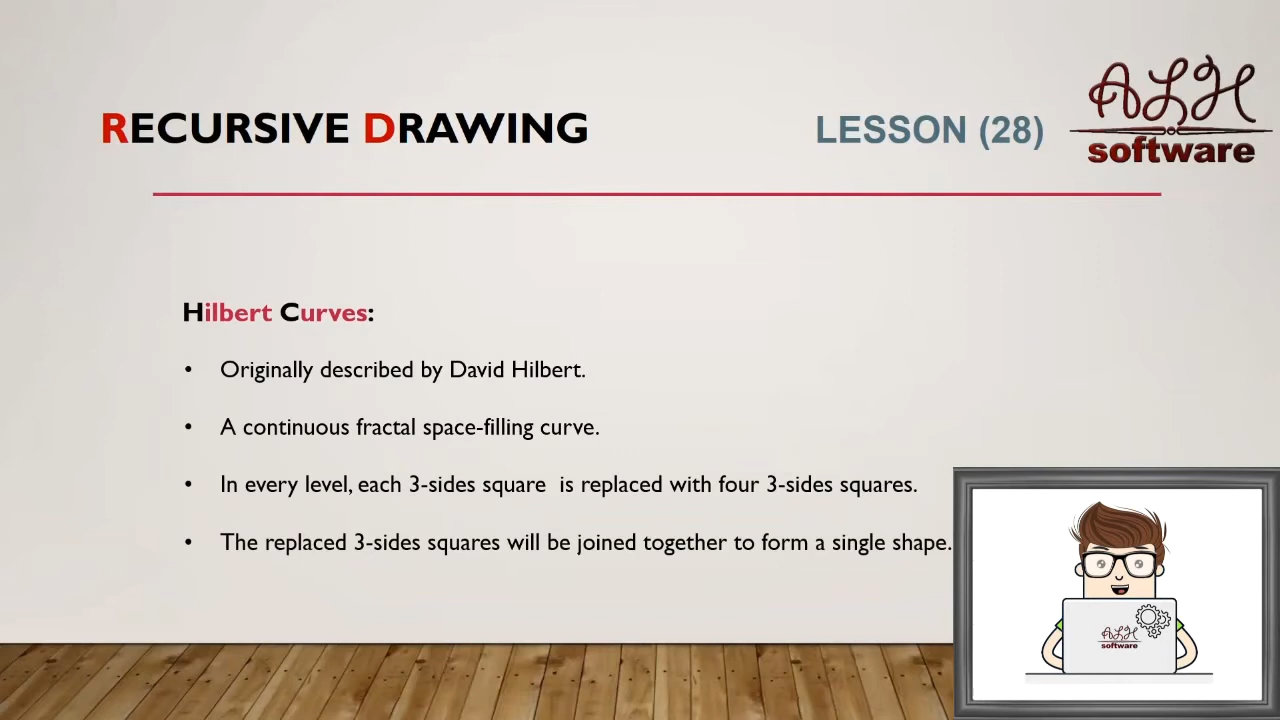 RECURSIVE DRAWING
LESSON (28)
ALH
software
Hilbert Curves:
• Originally described by David Hilbert.
• A continuous fractal space-filling curve.
• In every level, each 3-sides square is replaced with four 3-sides squares.
• The replaced 3-sides squares will be joined together to form a single shape.
ALH
software